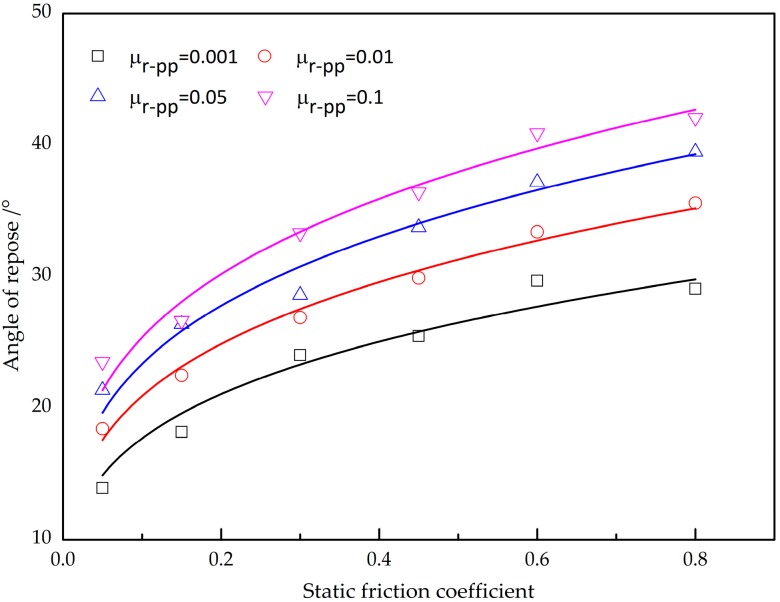 50
40
30
20
10
Angle of repose /°
μr-pp=0.001
μr-pp=0.01
μr-pp=0.05
μr-pp=0.1
0.0 0.2 0.4 0.6 0.8
Static friction coefficient